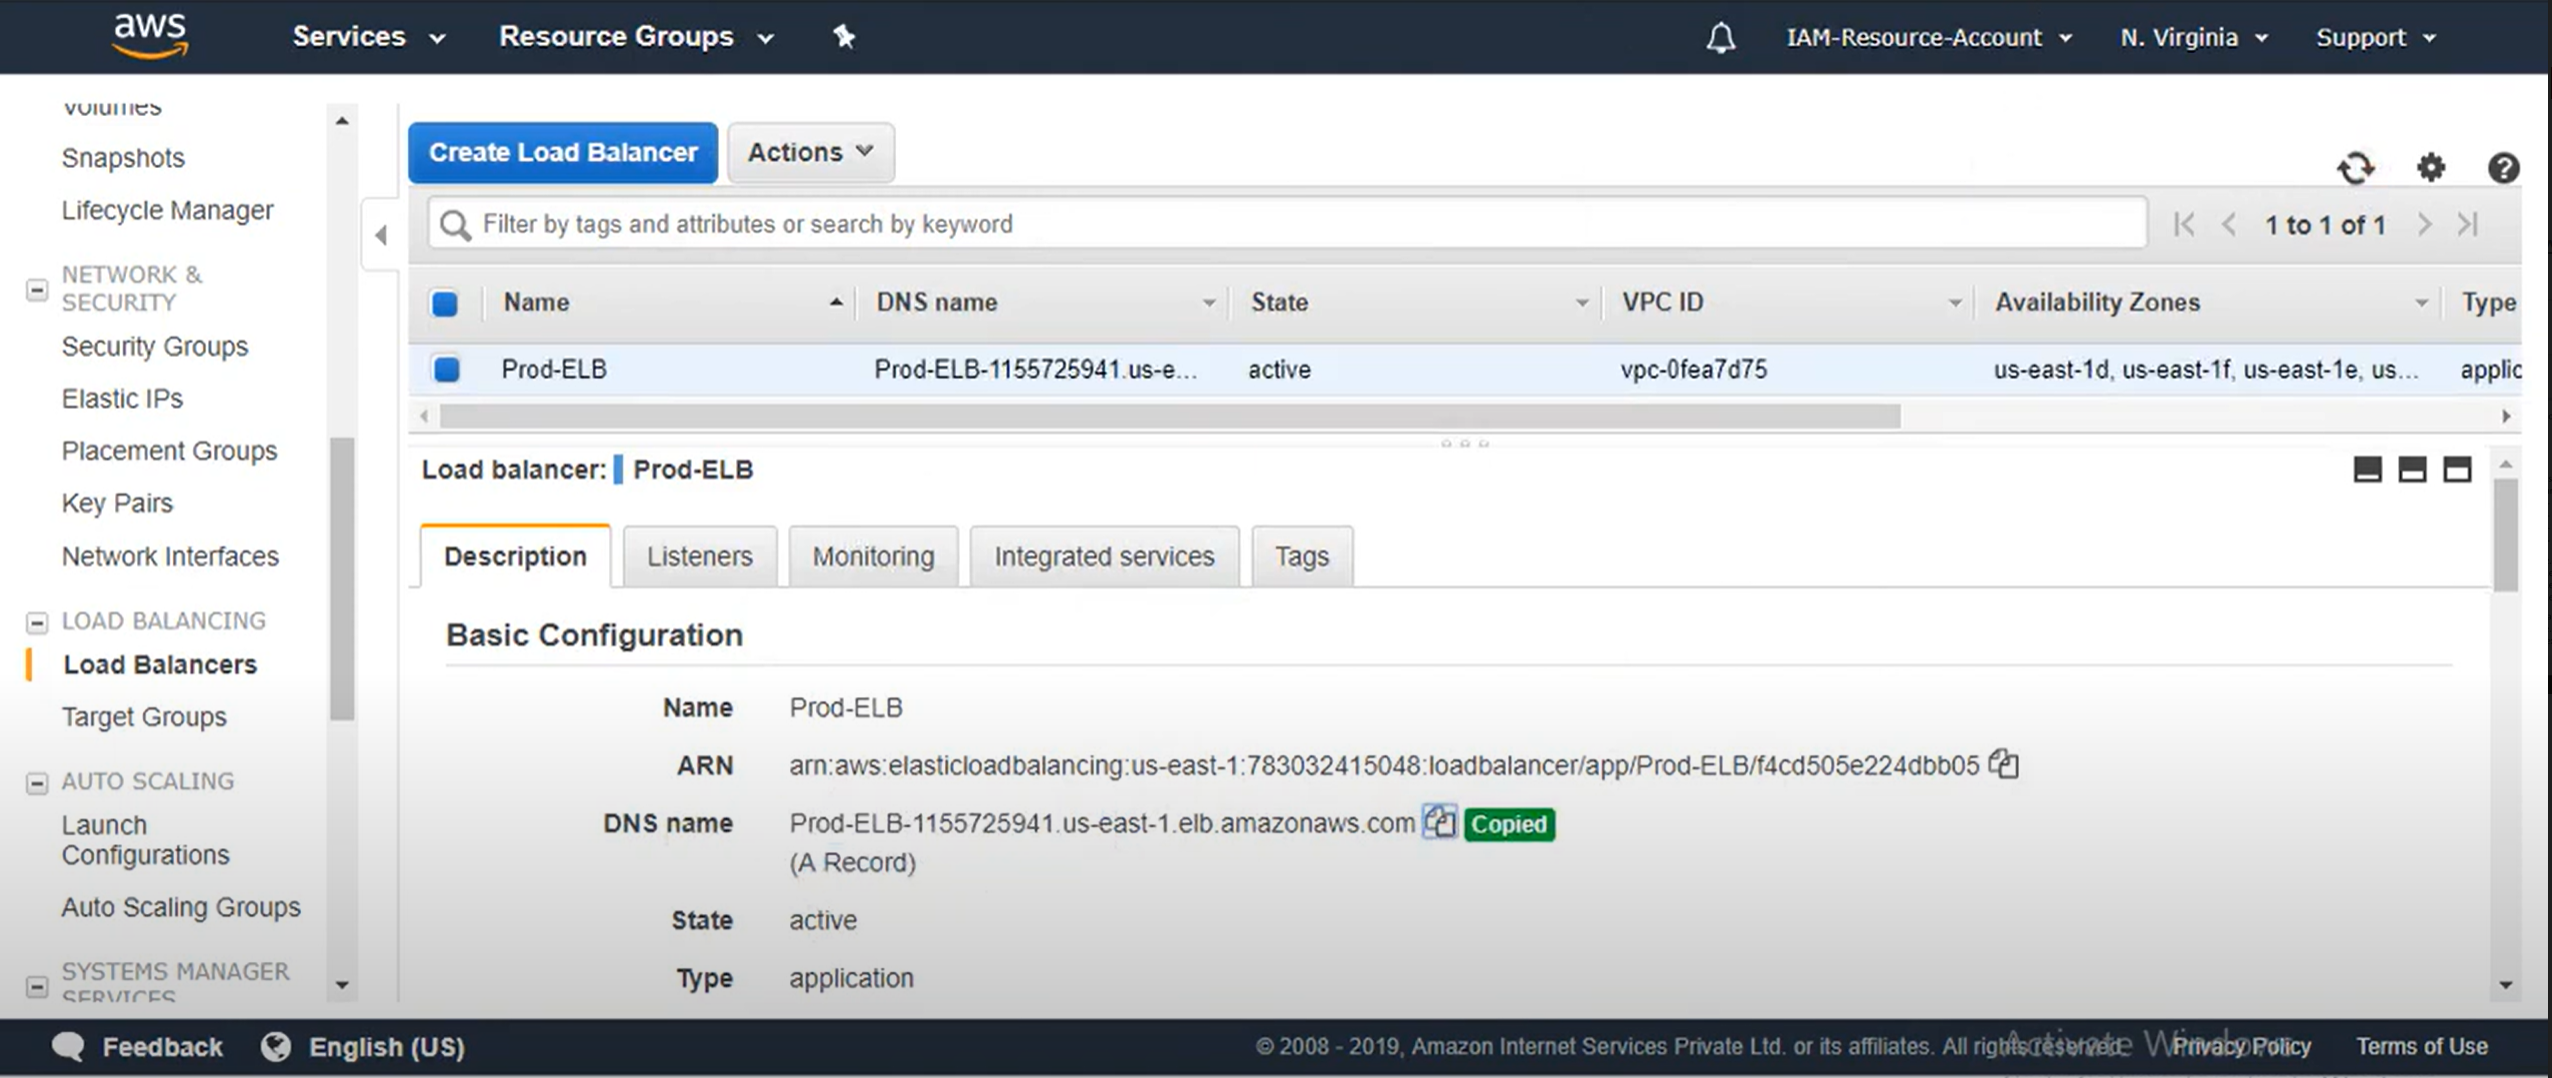 aws Services Resource Groups IAM-Resource-Account N. Virginia Support
Volumes
Snapshots
Lifecycle Manager
NETWORK &
SECURITY
Security Groups
Elastic IPs
Placement Groups
Key Pairs
Network Interfaces
LOAD BALANCING
Load Balancers
Target Groups
AUTO SCALING
Launch
Configurations
Auto Scaling Groups
SYSTEMS MANAGER
SERVICES
Create Load Balancer Actions
Filter by tags and attributes or search by keyword 1 to 1 of 1
Name DNS name State VPC ID Availability Zones Type
Prod-ELB Prod-ELB-1155725941.us-e... active vpc-0fea7d75 us-east-1d, us-east-1f, us-east-1e, us... applic
Load balancer: Prod-ELB
Description Listeners Monitoring Integrated services Tags
Basic Configuration
Name Prod-ELB
ARN arn:aws:elasticloadbalancing:us-east-1:783032415048:loadbalancer/app/Prod-ELB/f4cd505e224dbb05
DNS name Prod-ELB-1155725941.us-east-1.elb.amazonaws.com Copied
(A Record)
State active
Type application
Feedback English (US) © 2008 - 2019, Amazon Internet Services Private Ltd. or its affiliates. All rights reserved. Privacy Policy Terms of Use
Activate Windows